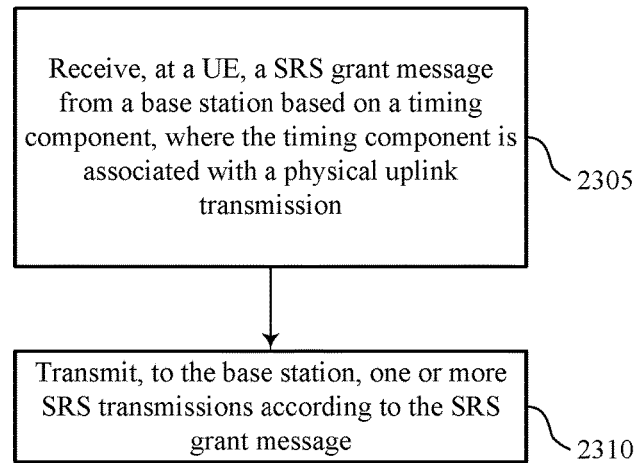 Receive, at a UE, a SRS grant message
from a base station based on a timing
component, where the timing component is
associated with a physical uplink
transmission
2305
Transmit, to the base station, one or more
SRS transmissions according to the SRS
grant message
2310